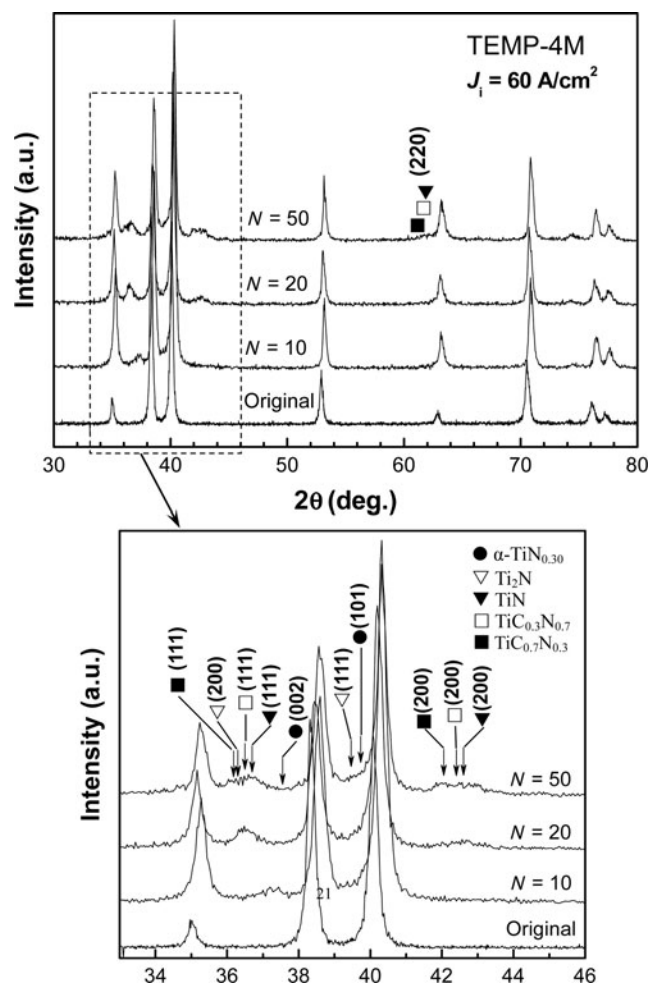 TEMP-4M
Jᵢ = 60 A/cm²
(220)
N = 50
N = 20
N = 10
Original
Intensity (a.u.)
30 40 50 60 70 80
2θ (deg.)
α-TiN₀.₃₀
Ti₂N
TiN
TiC₀.₃N₀.₇
TiC₀.₇N₀.₃
(111)
(200)
(111)
(111)
(002)
(111)
(101)
(200)
(200)
(200)
N = 50
N = 20
N = 10
21
Original
Intensity (a.u.)
34 36 38 40 42 44 46